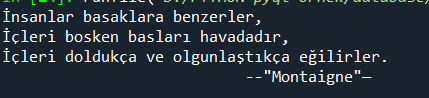 İnsanlar basaklara benzerler,
İçleri bosken basları havadadır,
İçleri doldukça ve olgunlaştıkça eğilirler.
--"Montaigne"—